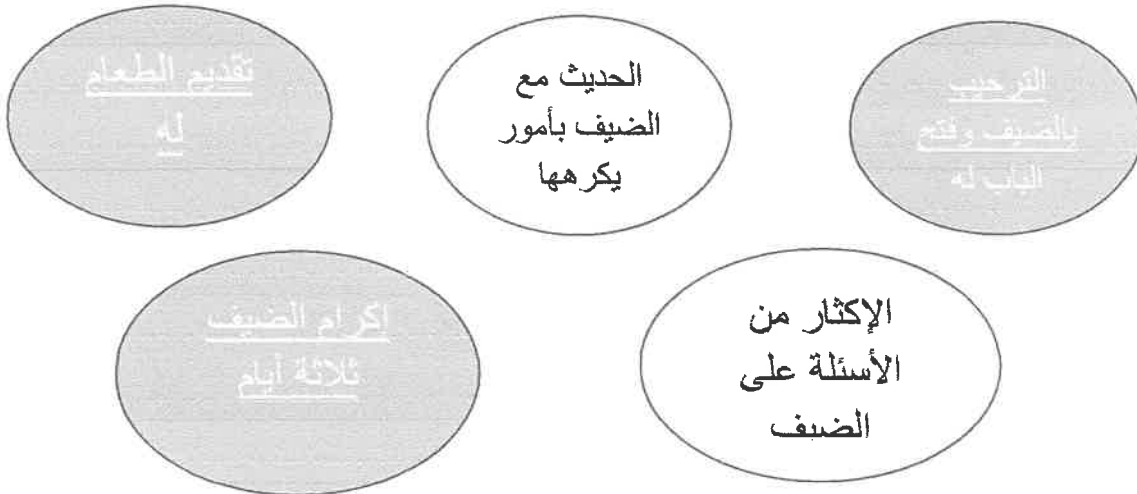 الترحيب
بالضيف وفتح
الباب له
الحديث مع
الضيف بأمور
يكرهها
تقديم الطعام
له
الإكثار من
الأسئلة على
الضيف
إكرام الضيف
ثلاثة أيام